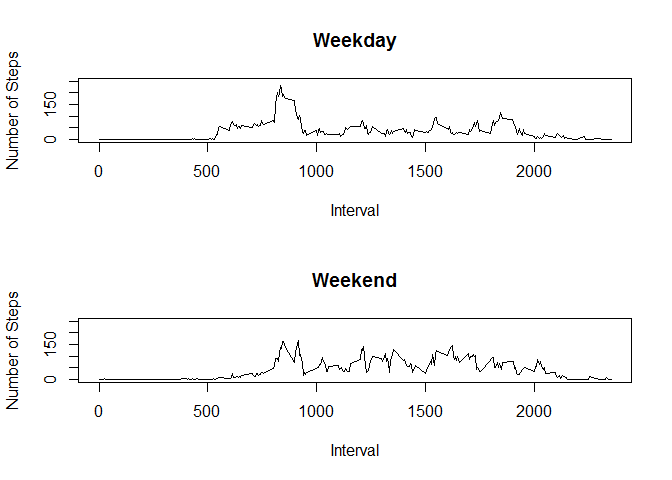 Weekday
Number of Steps
150
0
0 500 1000 1500 2000
Interval
Weekend
Number of Steps
150
0
0 500 1000 1500 2000
Interval